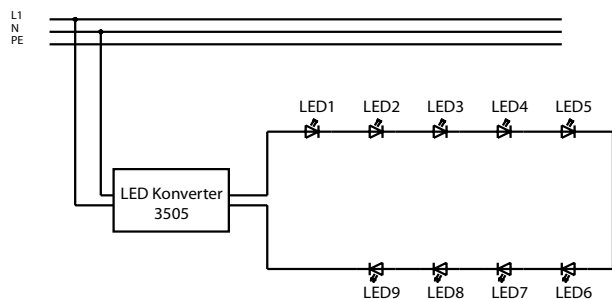 L1
N
PE
LED1 LED2 LED3 LED4 LED5
LED Konverter
3505
LED9 LED8 LED7 LED6